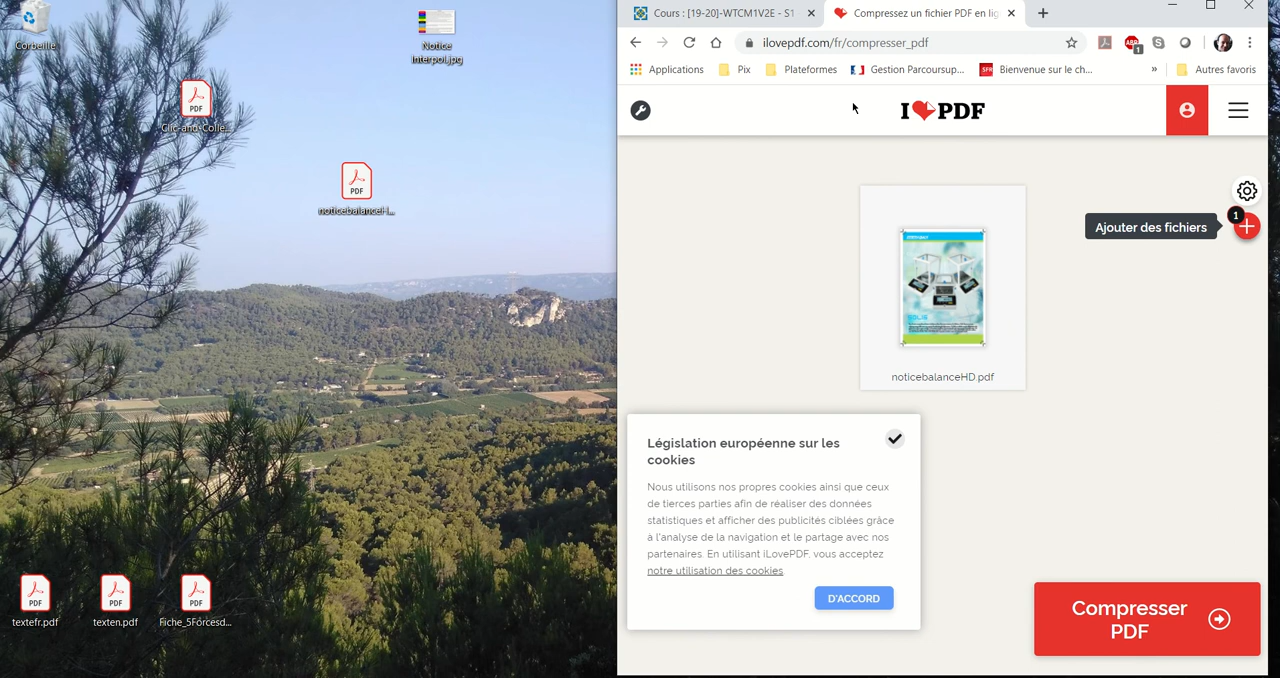 Corbeille
Notice
Interpol.jpg
PDF
Clic-and-Colle...
PDF
noticebalanceH...
PDF
textefr.pdf
PDF
texten.pdf
PDF
Fiche_5Forcesd...
Cours : [19-20]-WTCM1V2E - S1
Compressez un fichier PDF en lig
ilovepdf.com/fr/compresser_pdf
ABP
1
Applications
Pix
Plateformes
Gestion Parcoursup...
SFR
Bienvenue sur le ch...
»
Autres favoris
I PDF
1
Ajouter des fichiers
noticebalanceHD.pdf
Législation européenne sur les
cookies
Nous utilisons nos propres cookies ainsi que ceux
de tierces parties afin de réaliser des données
statistiques et afficher des publicités ciblées grâce
à l'analyse de la navigation et le partage avec nos
partenaires. En utilisant iLovePDF, vous acceptez
notre utilisation des cookies.
D'ACCORD
Compresser
PDF